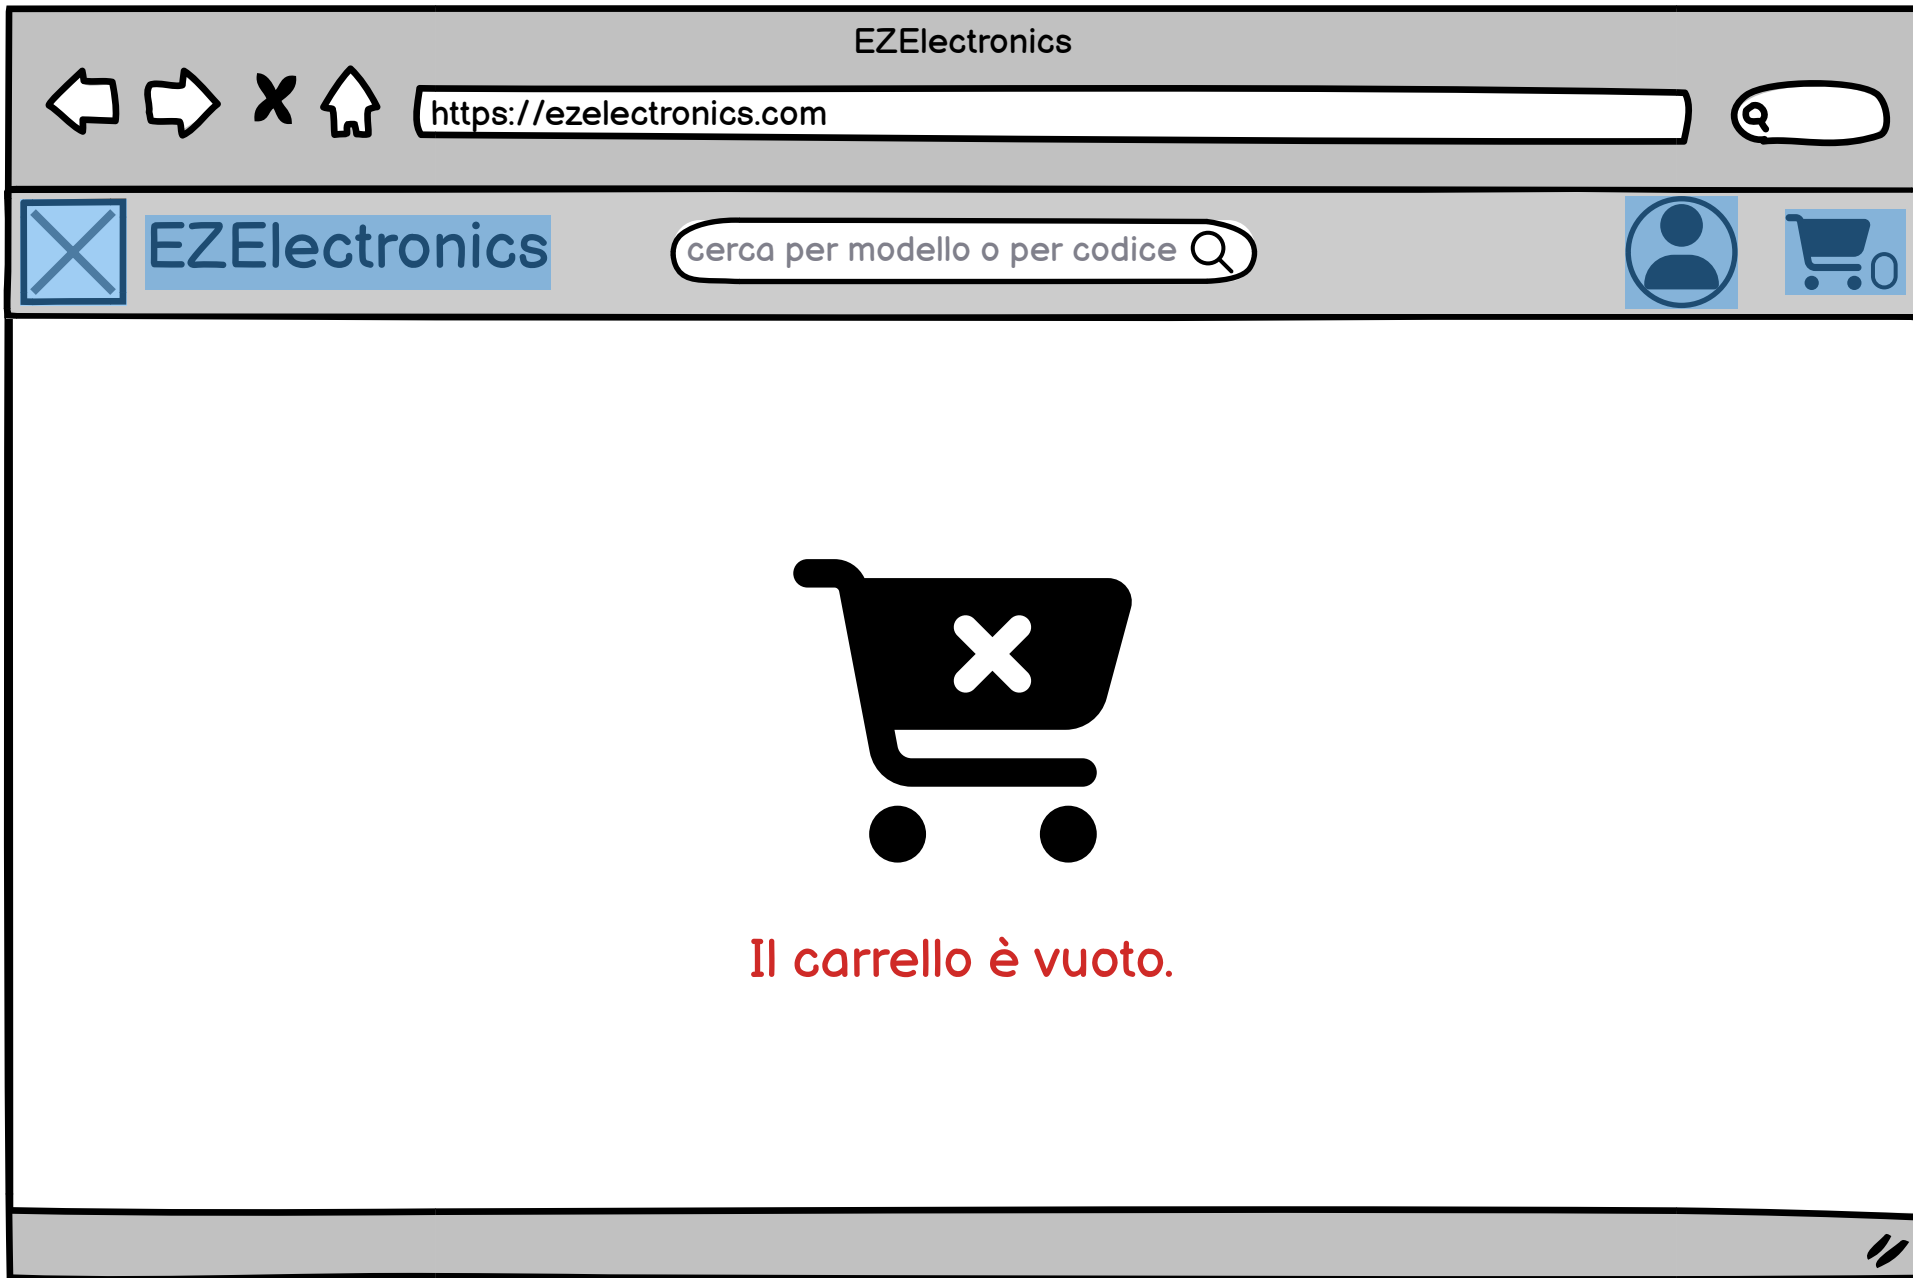 EZElectronics
https://ezelectronics.com
EZElectronics
cerca per modello o per codice
0
Il carrello è vuoto.